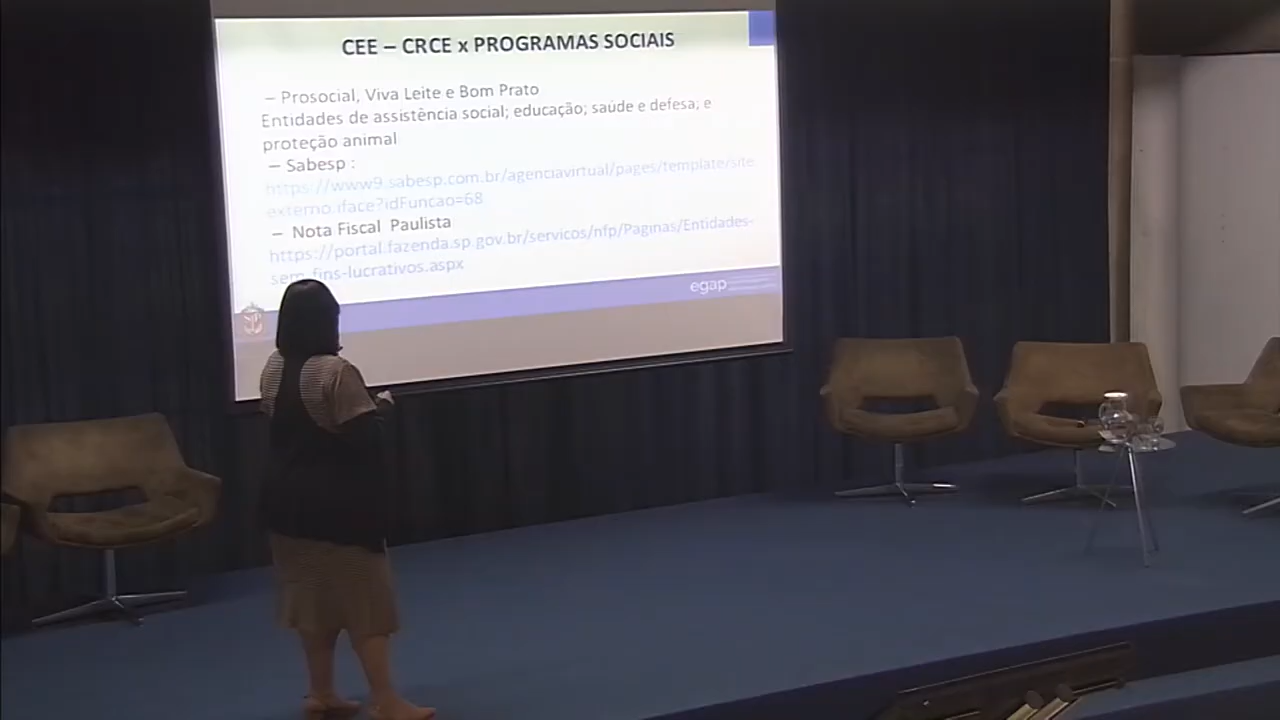 CEE – CRCE x PROGRAMAS SOCIAIS
– Prosocial, Viva Leite e Bom Prato
Entidades de assistência social; educação; saúde e defesa; e
proteção animal
– Sabesp :
https://www9.sabesp.com.br/agenciavirtual/pages/template/site
externo.iface?idFuncao=68
– Nota Fiscal Paulista
https://portal.fazenda.sp.gov.br/servicos/nfp/Paginas/Entidades-
sem-fins-lucrativos.aspx
egap